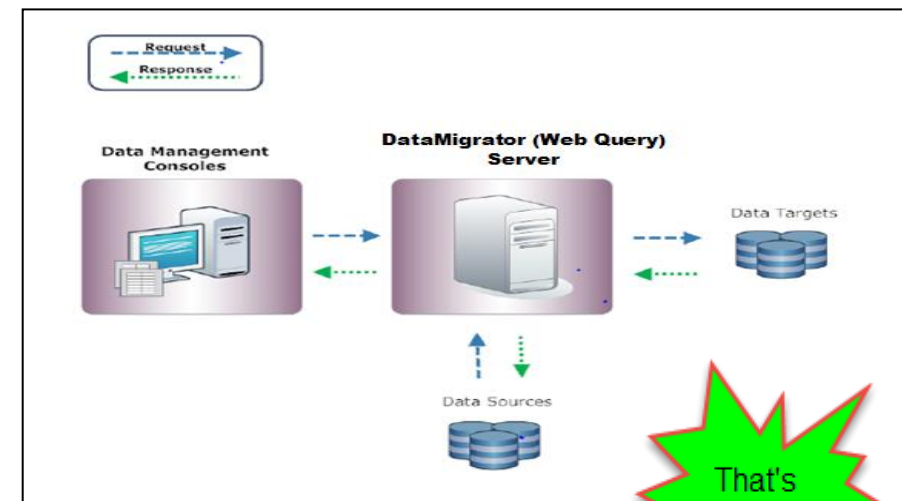 Request
Response
Data Management
Consoles
DataMigrator (Web Query)
Server
Data Targets
Data Sources
That's